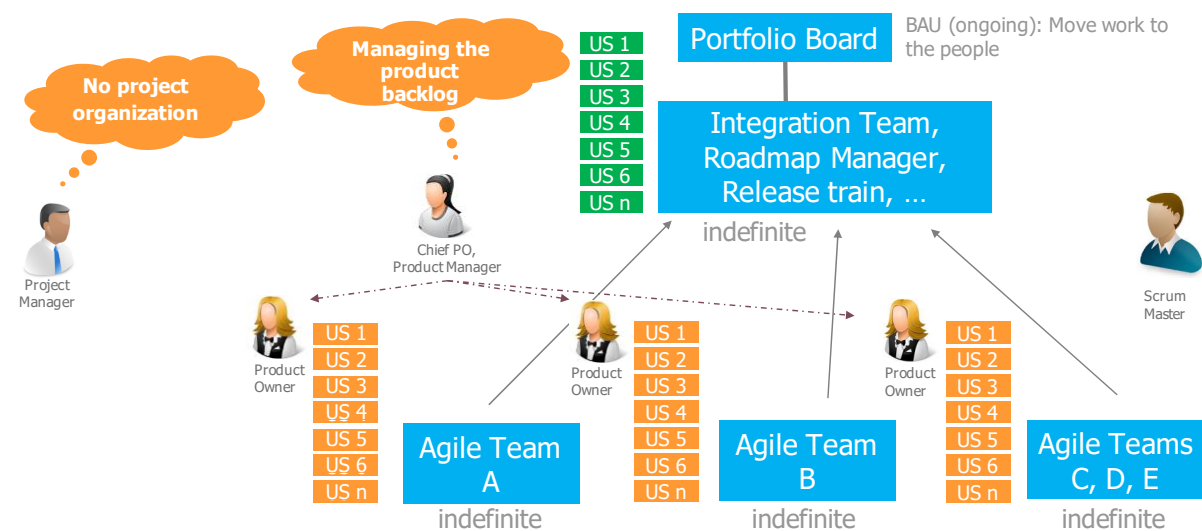 No project
organization
Managing the
product
backlog
US 1
US 2
US 3
US 4
US 5
US 6
US n
Portfolio Board
BAU (ongoing): Move work to
the people
Integration Team,
Roadmap Manager,
Release train, …
indefinite
Project
Manager
Chief PO,
Product Manager
Scrum
Master
Product
Owner
US 1
US 2
US 3
US 4
US 5
US 6
US n
Agile Team
A
indefinite
Product
Owner
US 1
US 2
US 3
US 4
US 5
US 6
US n
Agile Team
B
indefinite
Product
Owner
US 1
US 2
US 3
US 4
US 5
US 6
US n
Agile Teams
C, D, E
indefinite